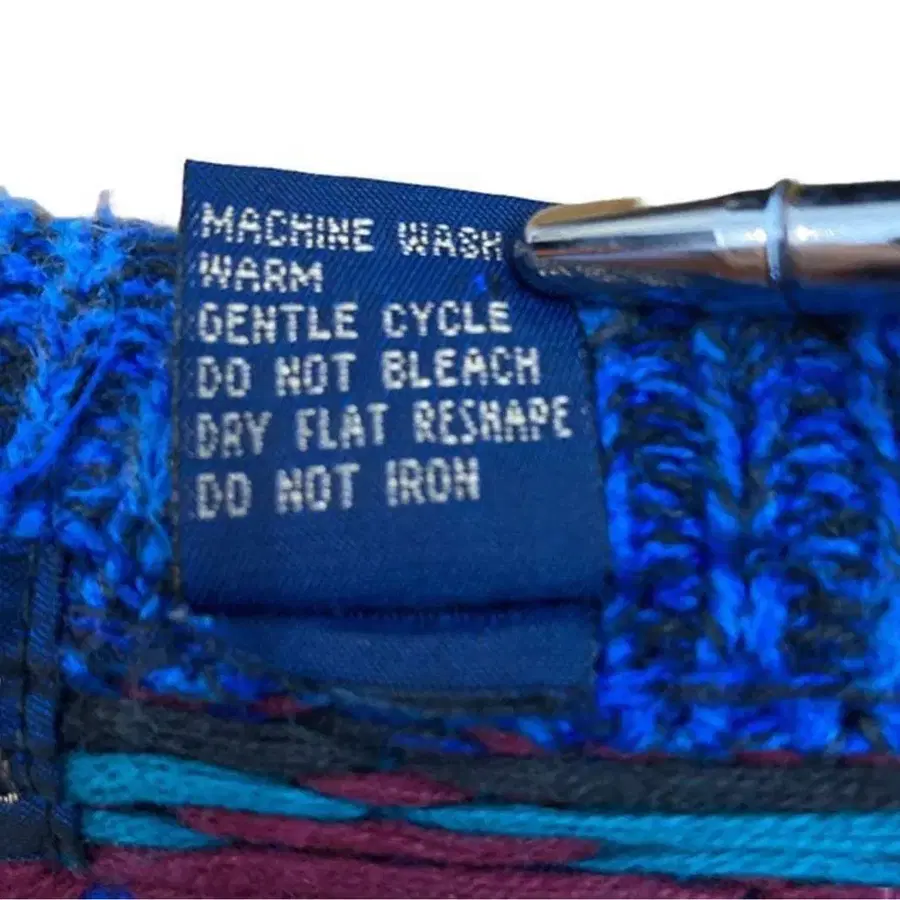 MACHINE WASH
WARM
GENTLE CYCLE
DO NOT BLEACH
DRY FLAT RESHAPE
DO NOT IRON